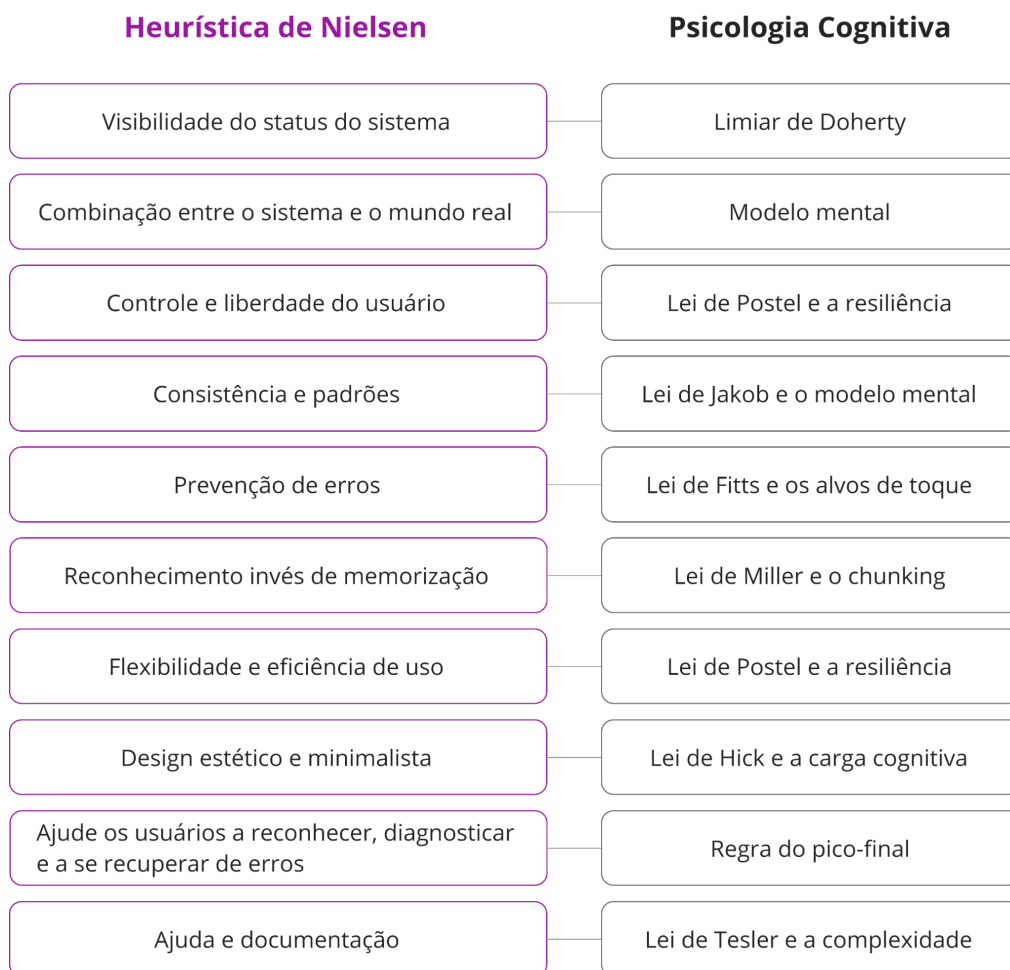 Heurística de Nielsen
Psicologia Cognitiva
Visibilidade do status do sistema
Limiar de Doherty
Combinação entre o sistema e o mundo real
Modelo mental
Controle e liberdade do usuário
Lei de Postel e a resiliência
Consistência e padrões
Lei de Jakob e o modelo mental
Prevenção de erros
Lei de Fitts e os alvos de toque
Reconhecimento invés de memorização
Lei de Miller e o chunking
Flexibilidade e eficiência de uso
Lei de Postel e a resiliência
Design estético e minimalista
Lei de Hick e a carga cognitiva
Ajude os usuários a reconhecer, diagnosticar
e a se recuperar de erros
Regra do pico-final
Ajuda e documentação
Lei de Tesler e a complexidade